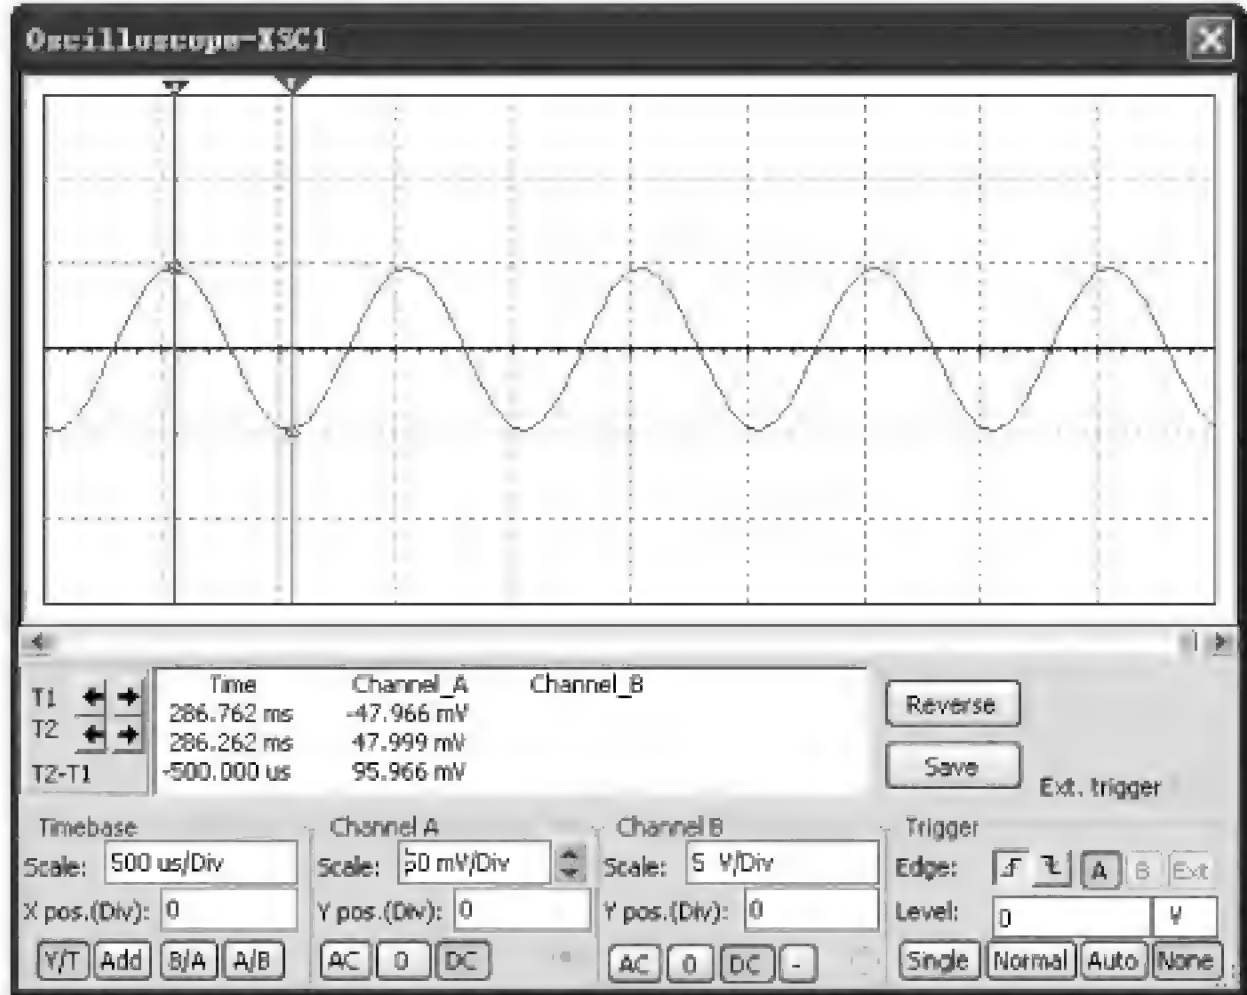 Oscilloscope-XSC1
Time Channel_A Channel_B
T1 286.762 ms -47.966 mV
T2 286.262 ms 47.999 mV
T2-T1 -500.000 us 95.966 mV
Reverse
Save
Ext. trigger
Timebase
Scale: 500 us/Div
X pos.(Div): 0
Y/T Add B/A A/B
Channel A
Scale: 50 mV/Div
Y pos.(Div): 0
AC 0 DC
Channel B
Scale: 5 V/Div
Y pos.(Div): 0
AC 0 DC -
Trigger
Edge: A B Ext
Level: 0 V
Single Normal Auto None